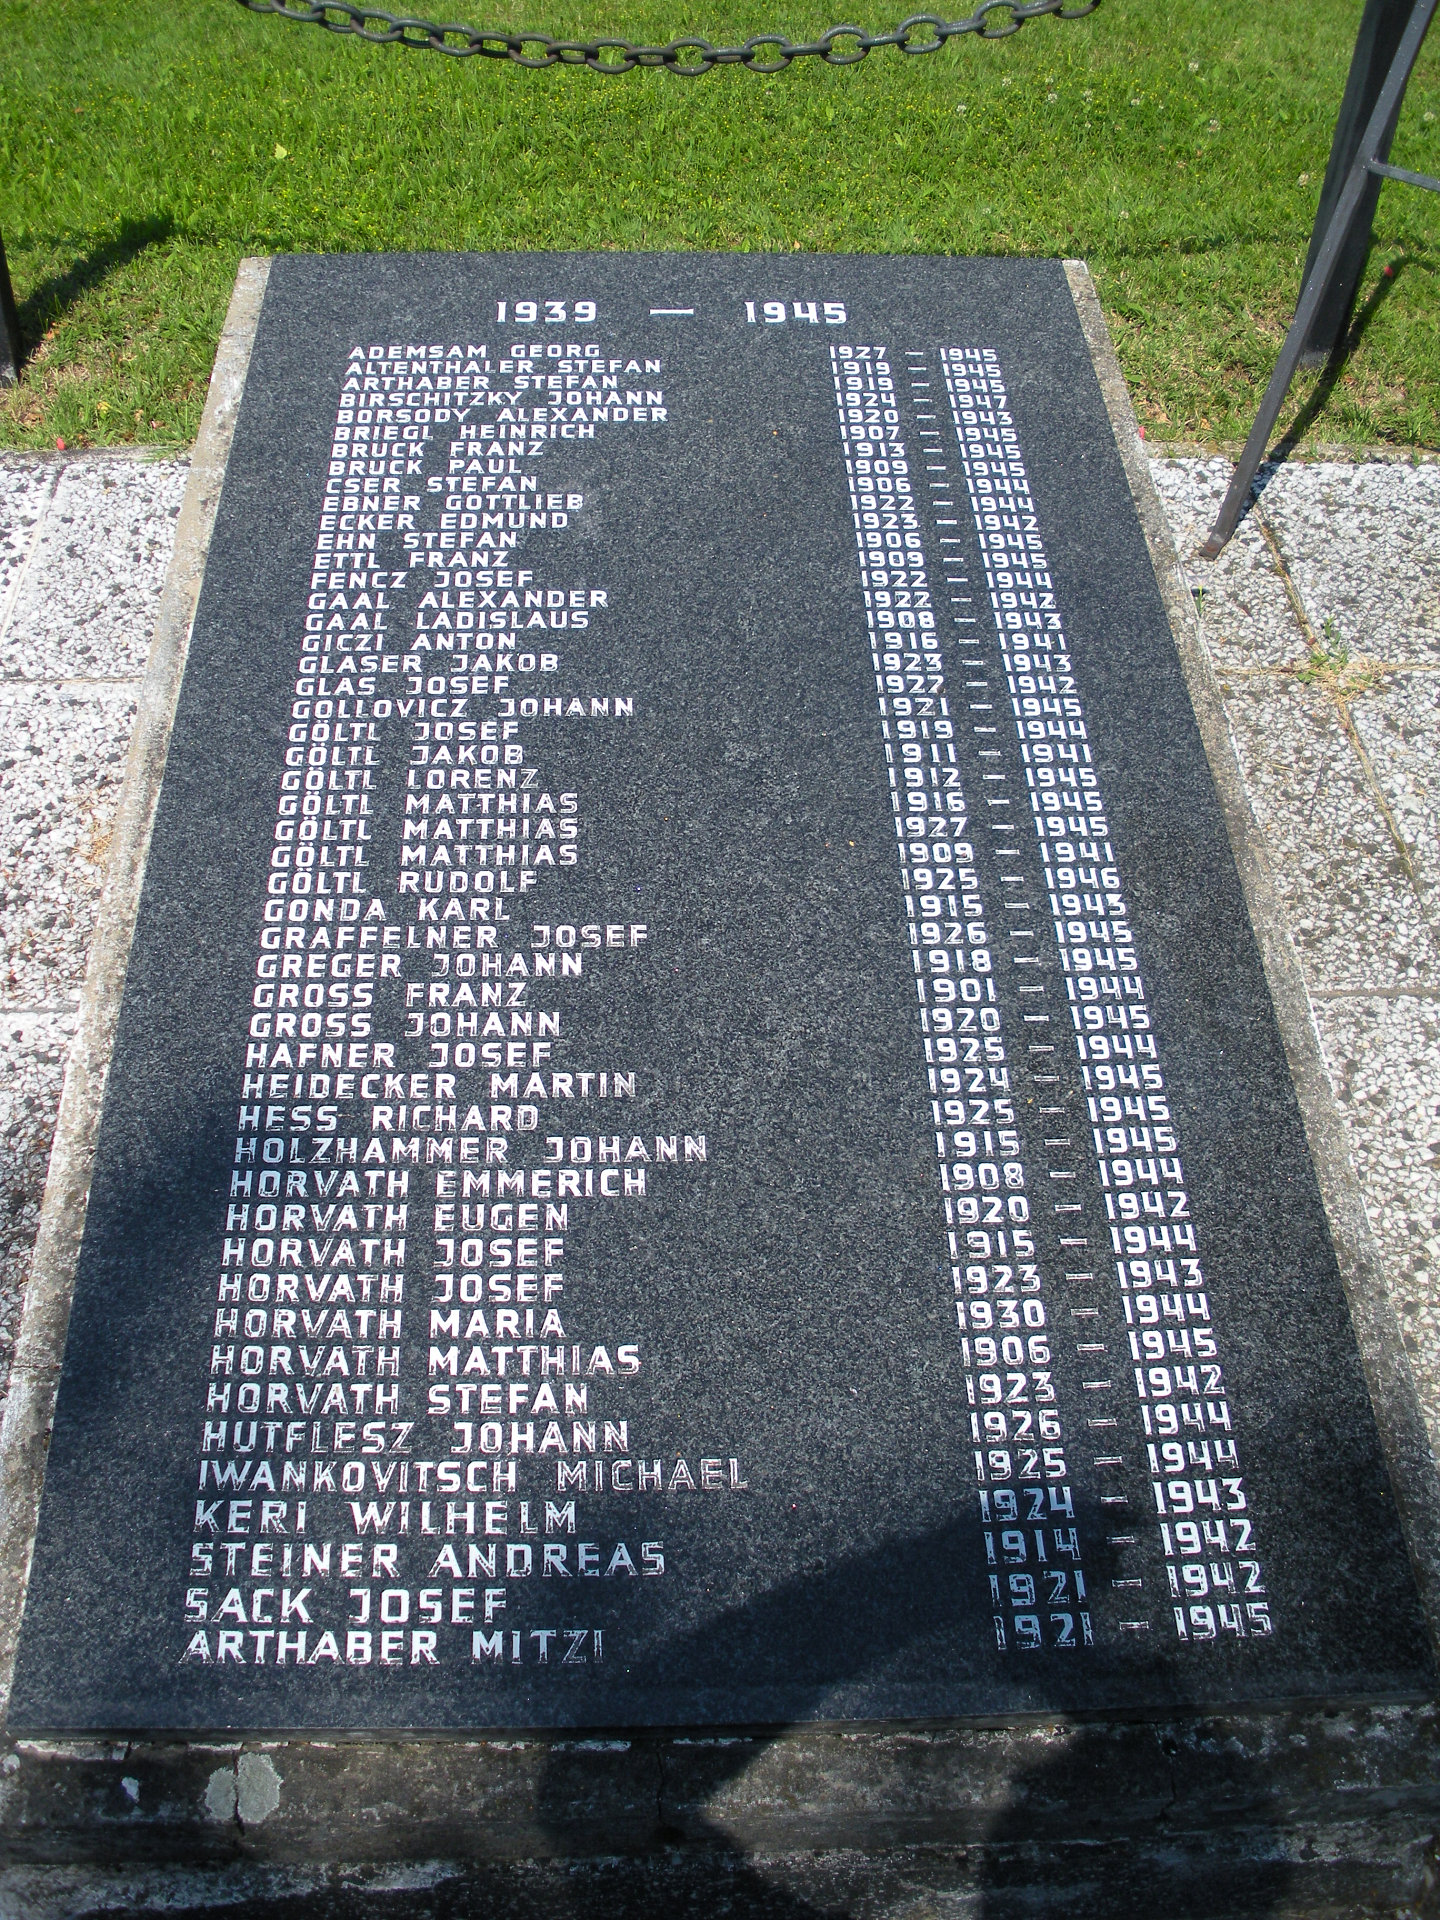 1939 — 1945
ADEMSAM GEORG 1927 — 1945
ALTENTHALER STEFAN 1919 — 1945
ARTHABER STEFAN 1919 — 1945
BIRSCHITZKY JOHANN 1924 — 1947
BORSODY ALEXANDER 1920 — 1943
BRIEGL HEINRICH 1907 — 1945
BRUCK FRANZ 1913 — 1945
BRUCK PAUL 1909 — 1945
CSER STEFAN 1906 — 1944
EBNER GOTTLIEB 1922 — 1944
ECKER EDMUND 1923 — 1942
EHN STEFAN 1906 — 1945
ETTL FRANZ 1909 — 1945
FENCZ JOSEF 1922 — 1944
GAAL ALEXANDER 1922 — 1942
GAAL LADISLAUS 1908 — 1943
GICZI ANTON 1916 — 1941
GLASER JAKOB 1923 — 1943
GLAS JOSEF 1927 — 1942
GOLLOVICZ JOHANN 1921 — 1945
GÖLTL JOSEF 1919 — 1944
GÖLTL JAKOB 1911 — 1941
GÖLTL LORENZ 1912 — 1945
GÖLTL MATTHIAS 1916 — 1945
GÖLTL MATTHIAS 1927 — 1945
GÖLTL MATTHIAS 1909 — 1941
GÖLTL RUDOLF 1925 — 1946
GONDA KARL 1915 — 1943
GRAFFELNER JOSEF 1926 — 1945
GREGER JOHANN 1918 — 1945
GROSS FRANZ 1901 — 1944
GROSS JOHANN 1920 — 1945
HAFNER JOSEF 1925 — 1944
HEIDECKER MARTIN 1924 — 1945
HESS RICHARD 1925 — 1945
HOLZHAMMER JOHANN 1915 — 1945
HORVATH EMMERICH 1908 — 1944
HORVATH EUGEN 1920 — 1942
HORVATH JOSEF 1915 — 1944
HORVATH JOSEF 1923 — 1943
HORVATH MARIA 1930 — 1944
HORVATH MATTHIAS 1906 — 1945
HORVATH STEFAN 1923 — 1942
HUTFLESZ JOHANN 1926 — 1944
IWANKOVITSCH MICHAEL 1925 — 1944
KERI WILHELM 1924 — 1943
STEINER ANDREAS 1914 — 1942
SACK JOSEF 1921 — 1942
ARTHABER MITZI 1921 — 1945